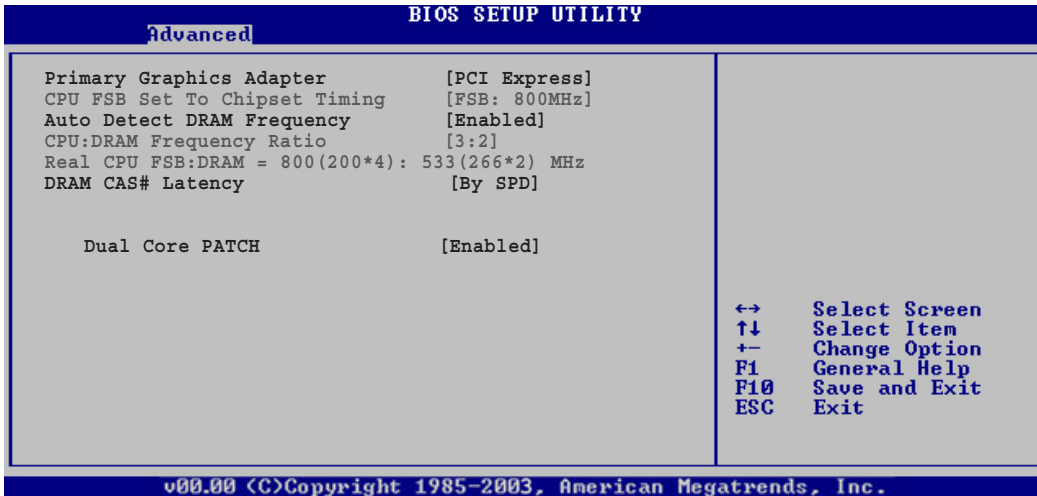 BIOS SETUP UTILITY
Advanced
Primary Graphics Adapter [PCI Express]
CPU FSB Set To Chipset Timing [FSB: 800MHz]
Auto Detect DRAM Frequency [Enabled]
CPU:DRAM Frequency Ratio [3:2]
Real CPU FSB:DRAM = 800(200*4): 533(266*2) MHz
DRAM CAS# Latency [By SPD]
Dual Core PATCH [Enabled]
←→ Select Screen
↑↓ Select Item
+− Change Option
F1 General Help
F10 Save and Exit
ESC Exit
v00.00 (C)Copyright 1985-2003, American Megatrends, Inc.